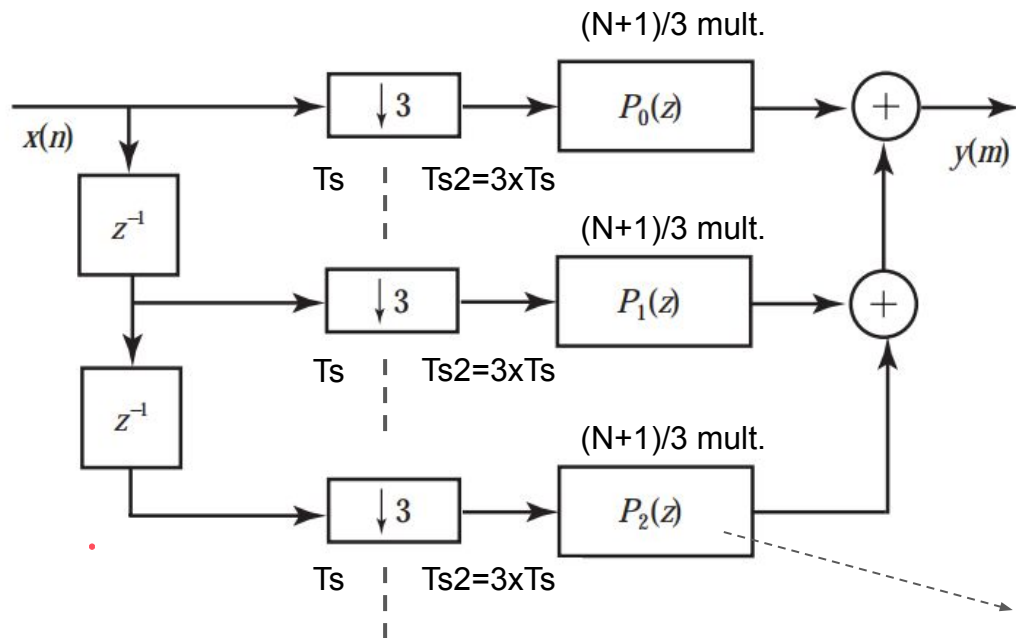 (N+1)/3 mult.
↓ 3
P₀(z)
+
x(n)
y(m)
Ts
Ts2=3xTs
z⁻¹
(N+1)/3 mult.
↓ 3
P₁(z)
+
Ts
Ts2=3xTs
z⁻¹
(N+1)/3 mult.
↓ 3
P₂(z)
Ts
Ts2=3xTs